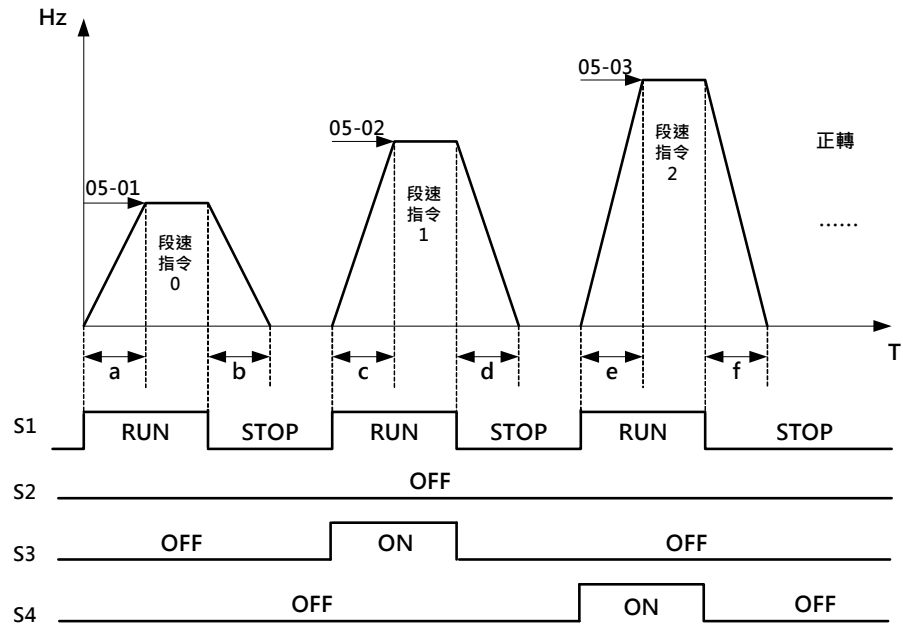 Hz
05-03
05-02
05-01
段速
指令
0
段速
指令
1
段速
指令
2
正轉
......
T
a
b
c
d
e
f
S1
RUN
STOP
RUN
STOP
RUN
STOP
S2
OFF
S3
OFF
ON
OFF
S4
OFF
ON
OFF